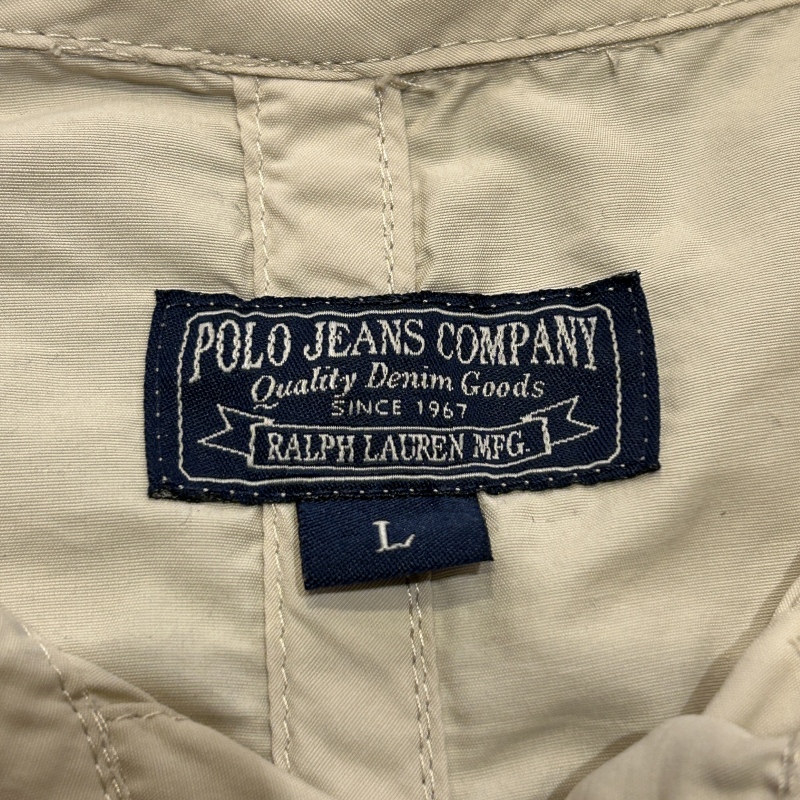 POLO JEANS COMPANY
Quality Denim Goods
SINCE 1967
RALPH LAUREN MFG.
L